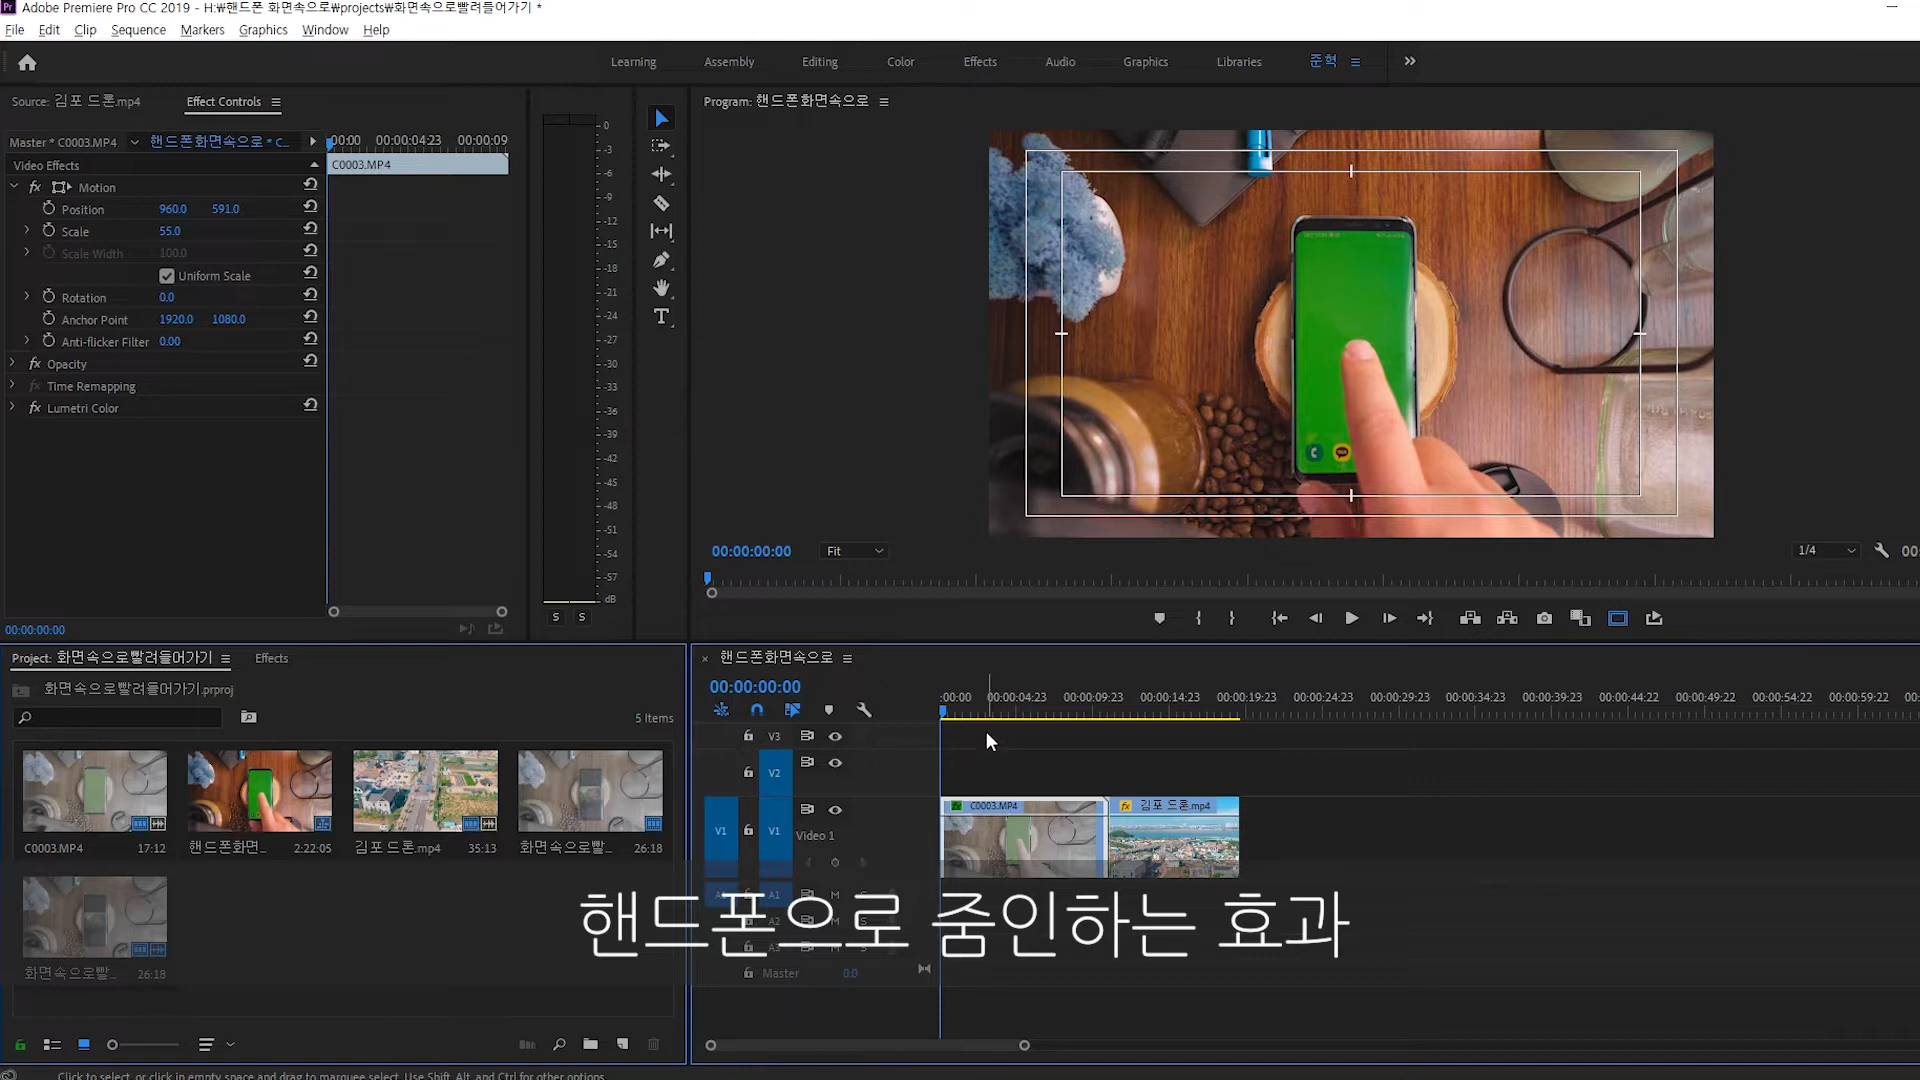 Adobe Premiere Pro CC 2019 - H:₩핸드폰 화면속으로₩projects₩화면속으로빨려들어가기 *
File Edit Clip Sequence Markers Graphics Window Help
Learning Assembly Editing Color Effects Audio Graphics Libraries 준혁
Source: 김포 드론.mp4 Effect Controls
Program: 핸드폰화면속으로
Master * C0003.MP4 핸드폰화면속으로 * C...
:00:00 00:00:04:23 00:00:09
Video Effects
C0003.MP4
fx Motion
Position 960.0 591.0
Scale 55.0
Scale Width 100.0
Uniform Scale
Rotation 0.0
Anchor Point 1920.0 1080.0
Anti-flicker Filter 0.00
fx Opacity
fx Time Remapping
fx Lumetri Color
0
-3
-6
-9
-12
-15
-18
-21
-24
-27
-30
-33
-36
-39
-42
-45
-48
-51
-54
-57
dB
S S
00:00:00:00
00:00:00:00 Fit 1/4 00:
Project: 화면속으로빨려들어가기 Effects
화면속으로빨려들어가기.prproj
5 Items
C0003.MP4 17:12
핸드폰화면... 2:22:05
김포 드론.mp4 35:13
화면속으로빨... 26:18
화면속으로빨... 26:18
핸드폰화면속으로
00:00:00:00
:00:00 00:00:04:23 00:00:09:23 00:00:14:23 00:00:19:23 00:00:24:23 00:00:29:23 00:00:34:23 00:00:39:23 00:00:44:22 00:00:49:22 00:00:54:22 00:00:59:22 00:
V3
V2
V1 V1 Video 1
fx C0003.MP4 fx 김포 드론.mp4
A1 M
A2 M S
A3 M S
Master 0.0
핸드폰으로 줌인하는 효과
Click to select, or click in empty space and drag to marquee select. Use Shift, Alt, and Ctrl for other options.